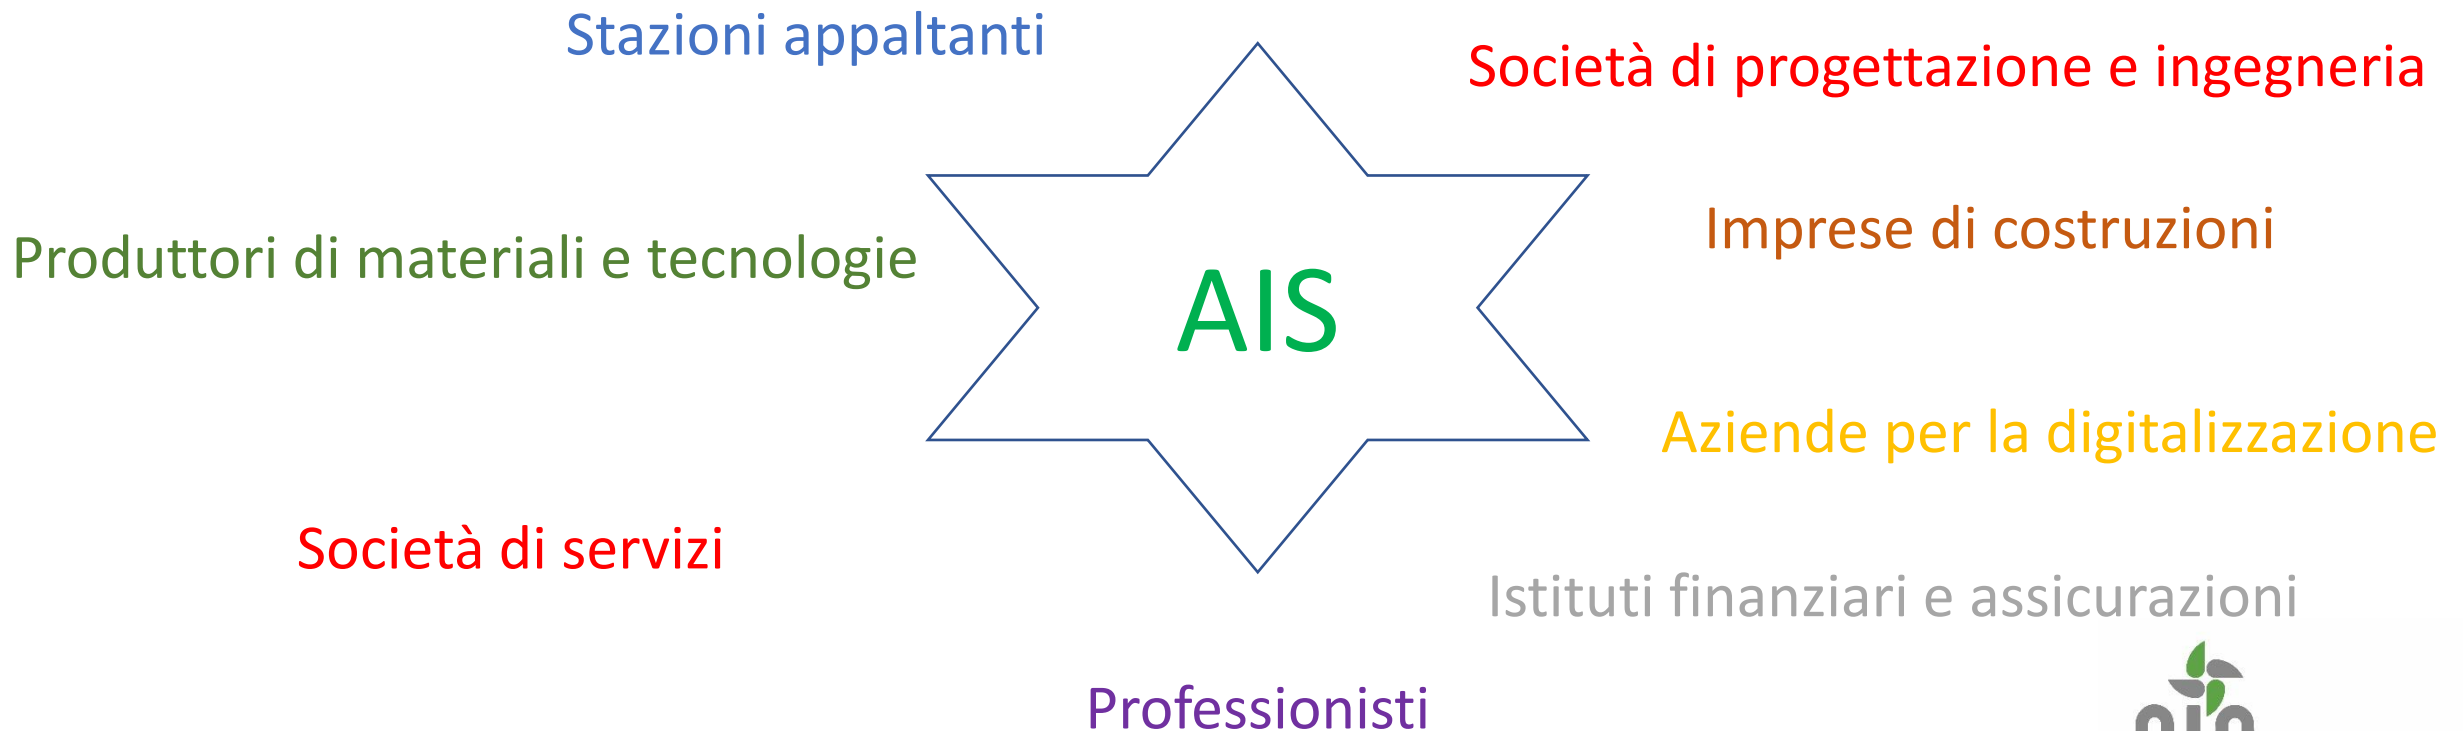 Stazioni appaltanti
Società di progettazione e ingegneria
Imprese di costruzioni
Produttori di materiali e tecnologie
AIS
Aziende per la digitalizzazione
Società di servizi
Istituti finanziari e assicurazioni
Professionisti